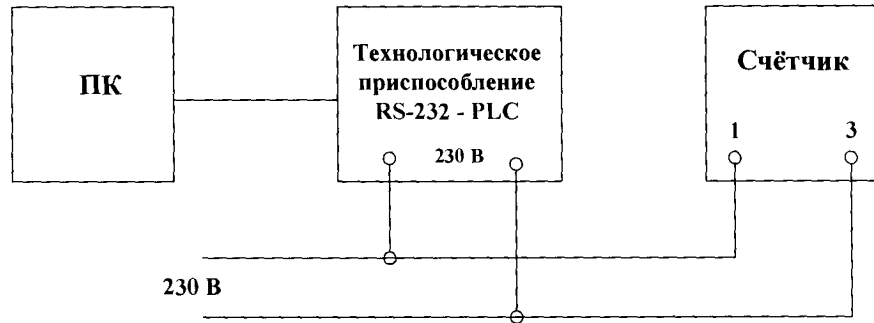 ПК
Технологическое
приспособление
RS-232 - PLC
230 В
Счётчик
1 3
230 В